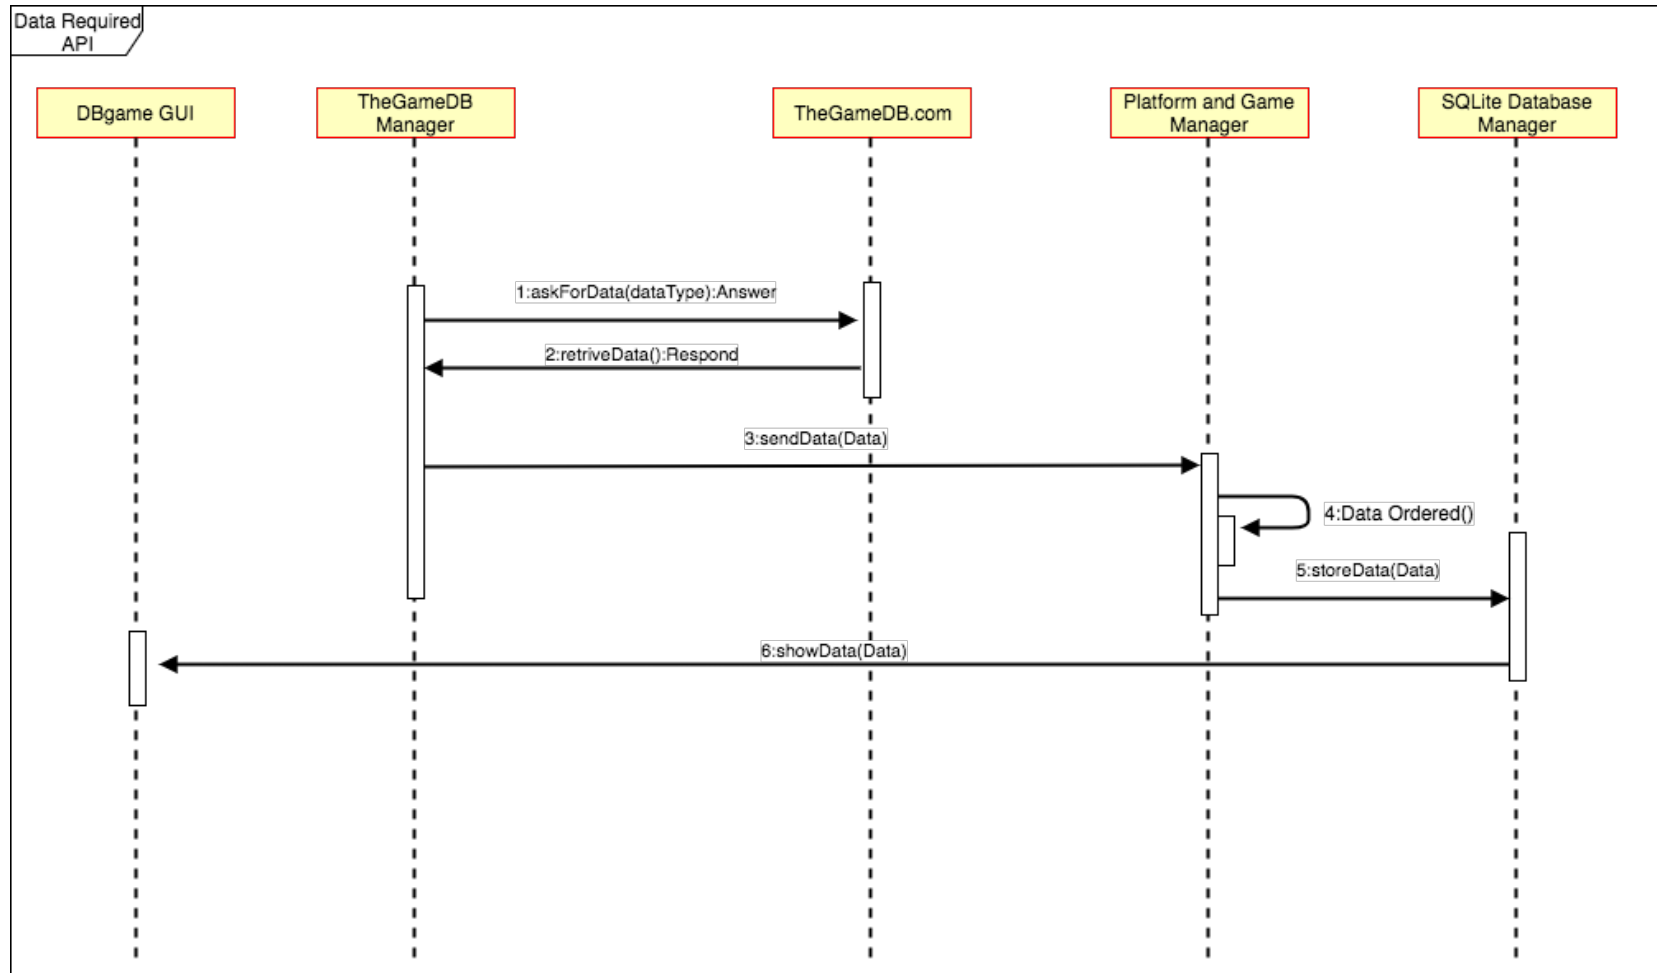 Data Required
API
DBgame GUI
TheGameDB
Manager
TheGameDB.com
Platform and Game
Manager
SQLite Database
Manager
1:askForData(dataType):Answer
2:retriveData():Respond
3:sendData(Data)
4:Data Ordered()
5:storeData(Data)
6:showData(Data)